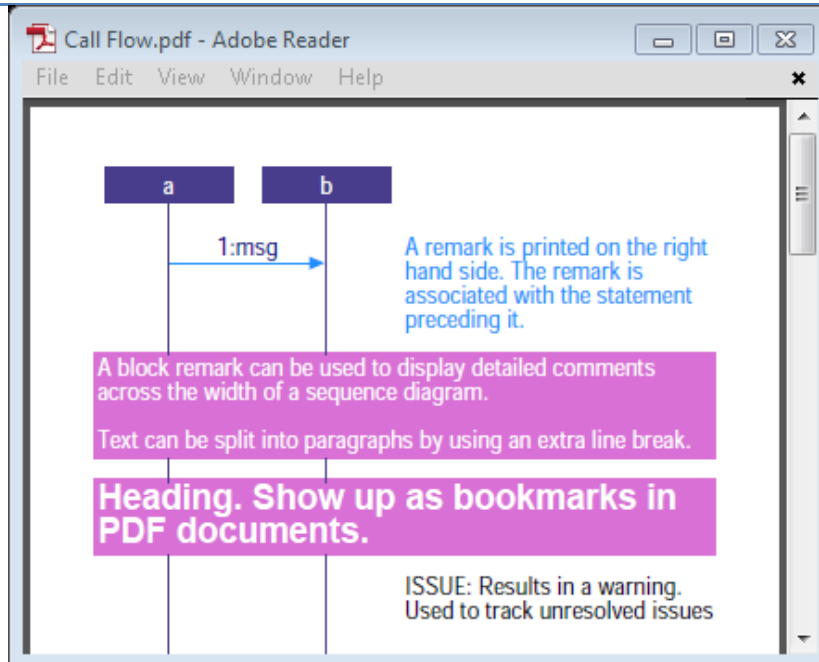 Call Flow.pdf - Adobe Reader
File Edit View Window Help
a b
1:msg
A remark is printed on the right
hand side. The remark is
associated with the statement
preceding it.
A block remark can be used to display detailed comments
across the width of a sequence diagram.
Text can be split into paragraphs by using an extra line break.
Heading. Show up as bookmarks in
PDF documents.
ISSUE: Results in a warning.
Used to track unresolved issues